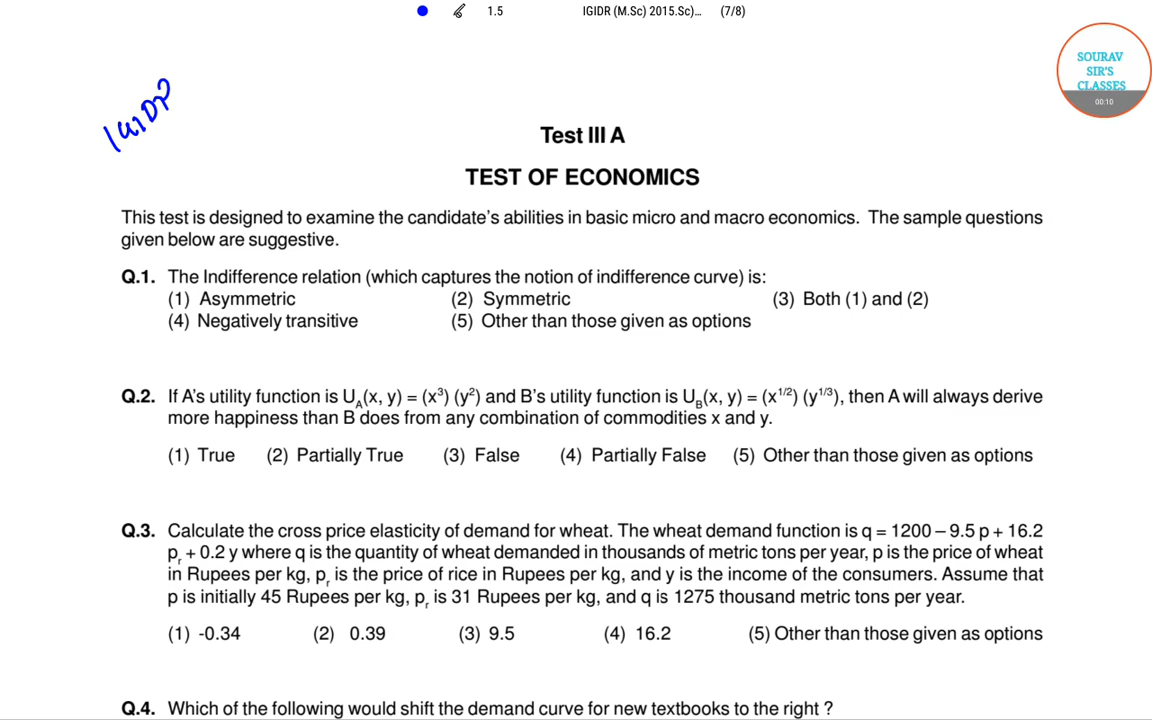 1.5 IGIDR (M.Sc) 2015.Sc)... (7/8)
SOURAV
SIR'S
CLASSES
00:10
IGIDR
Test III A
TEST OF ECONOMICS
This test is designed to examine the candidate's abilities in basic micro and macro economics. The sample questions
given below are suggestive.
Q.1. The Indifference relation (which captures the notion of indifference curve) is:
(1) Asymmetric (2) Symmetric (3) Both (1) and (2)
(4) Negatively transitive (5) Other than those given as options
Q.2. If A's utility function is U_A(x, y) = (x³) (y²) and B's utility function is U_B(x, y) = (x^1/2) (y^1/3), then A will always derive
more happiness than B does from any combination of commodities x and y.
(1) True (2) Partially True (3) False (4) Partially False (5) Other than those given as options
Q.3. Calculate the cross price elasticity of demand for wheat. The wheat demand function is q = 1200 – 9.5 p + 16.2
p_r + 0.2 y where q is the quantity of wheat demanded in thousands of metric tons per year, p is the price of wheat
in Rupees per kg, p_r is the price of rice in Rupees per kg, and y is the income of the consumers. Assume that
p is initially 45 Rupees per kg, p_r is 31 Rupees per kg, and q is 1275 thousand metric tons per year.
(1) -0.34 (2) 0.39 (3) 9.5 (4) 16.2 (5) Other than those given as options
Q.4. Which of the following would shift the demand curve for new textbooks to the right ?